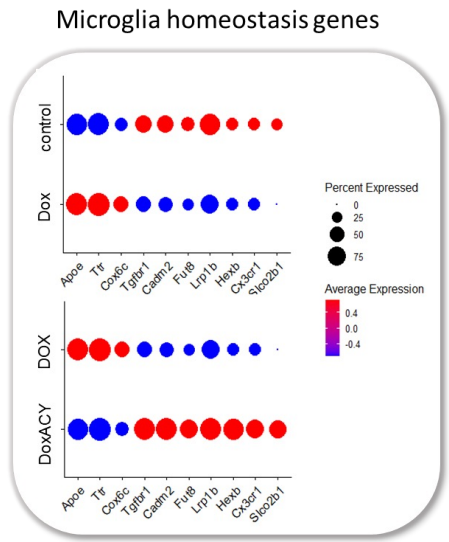 Microglia homeostasis genes
control
Dox
Apoe
Ttr
Cox6c
Tgfbr1
Cadm2
Fut8
Lrp1b
Hexb
Cx3cr1
Slco2b1
Percent Expressed
0
25
50
75
Average Expression
0.4
0.0
-0.4
DOX
DoxACY
Apoe
Ttr
Cox6c
Tgfbr1
Cadm2
Fut8
Lrp1b
Hexb
Cx3cr1
Slco2b1